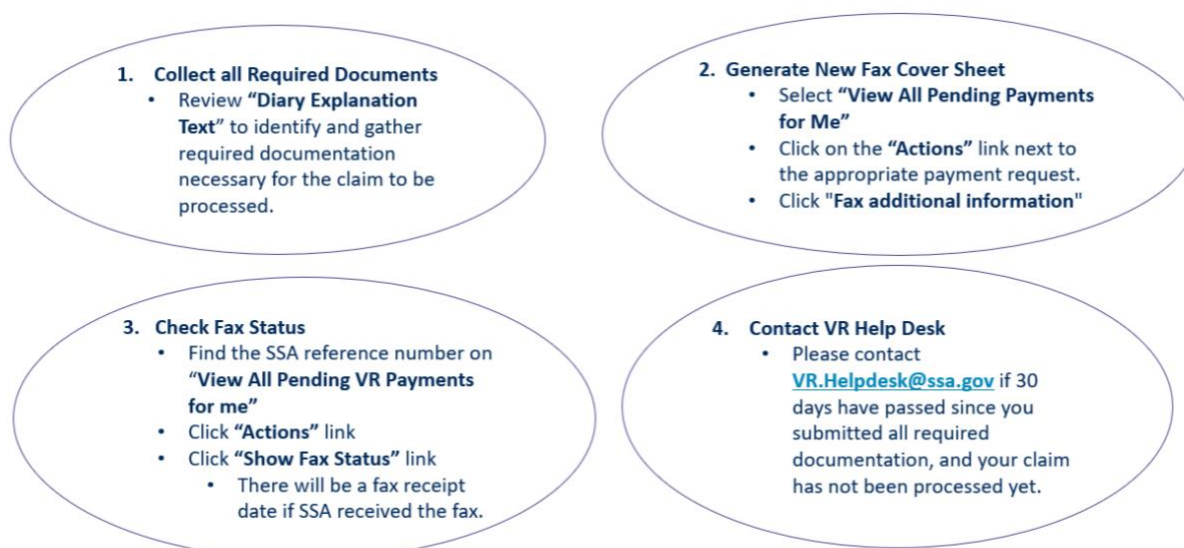 1. Collect all Required Documents
• Review “Diary Explanation
Text” to identify and gather
required documentation
necessary for the claim to be
processed.
2. Generate New Fax Cover Sheet
• Select “View All Pending Payments
for Me”
• Click on the “Actions” link next to
the appropriate payment request.
• Click "Fax additional information"
3. Check Fax Status
• Find the SSA reference number on
“View All Pending VR Payments
for me”
• Click “Actions” link
• Click “Show Fax Status” link
• There will be a fax receipt
date if SSA received the fax.
4. Contact VR Help Desk
• Please contact
VR.Helpdesk@ssa.gov if 30
days have passed since you
submitted all required
documentation, and your claim
has not been processed yet.